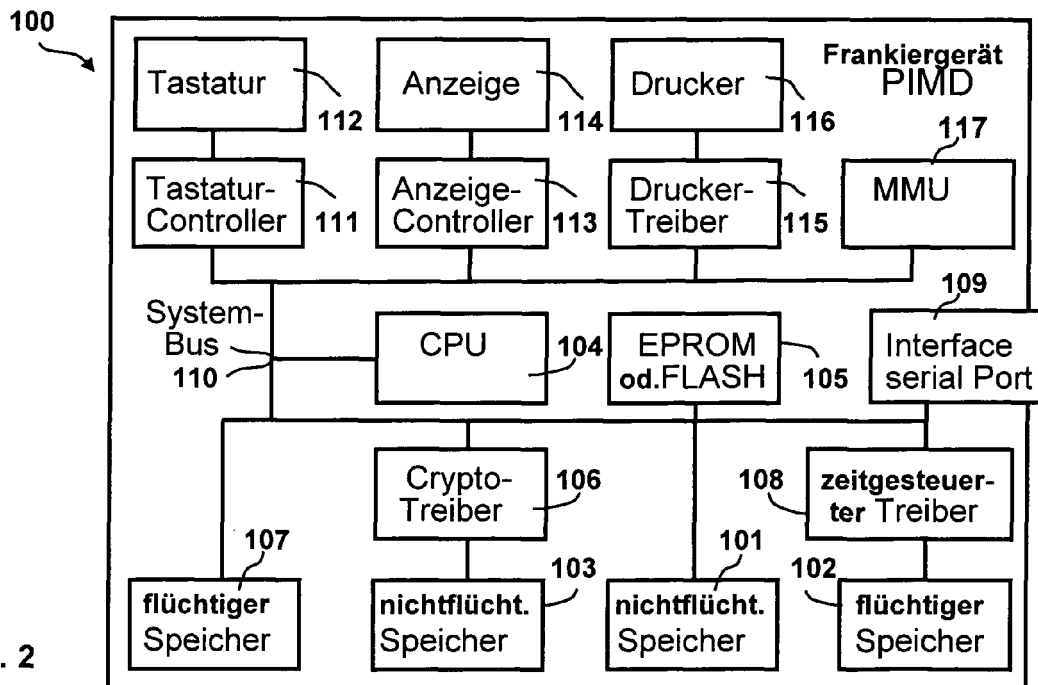 100
Tastatur
112
Anzeige
114
Drucker
116
Frankiergerät
PIMD
117
Tastatur-
Controller
111
Anzeige-
Controller
113
Drucker-
Treiber
115
MMU
System-
Bus
110
CPU
104
EPROM
od.FLASH
105
109
Interface
serial Port
Crypto-
Treiber
106
108
zeitgesteuer-
ter Treiber
107
flüchtiger
Speicher
103
nichtflücht.
Speicher
101
nichtflücht.
Speicher
102
flüchtiger
Speicher
. 2